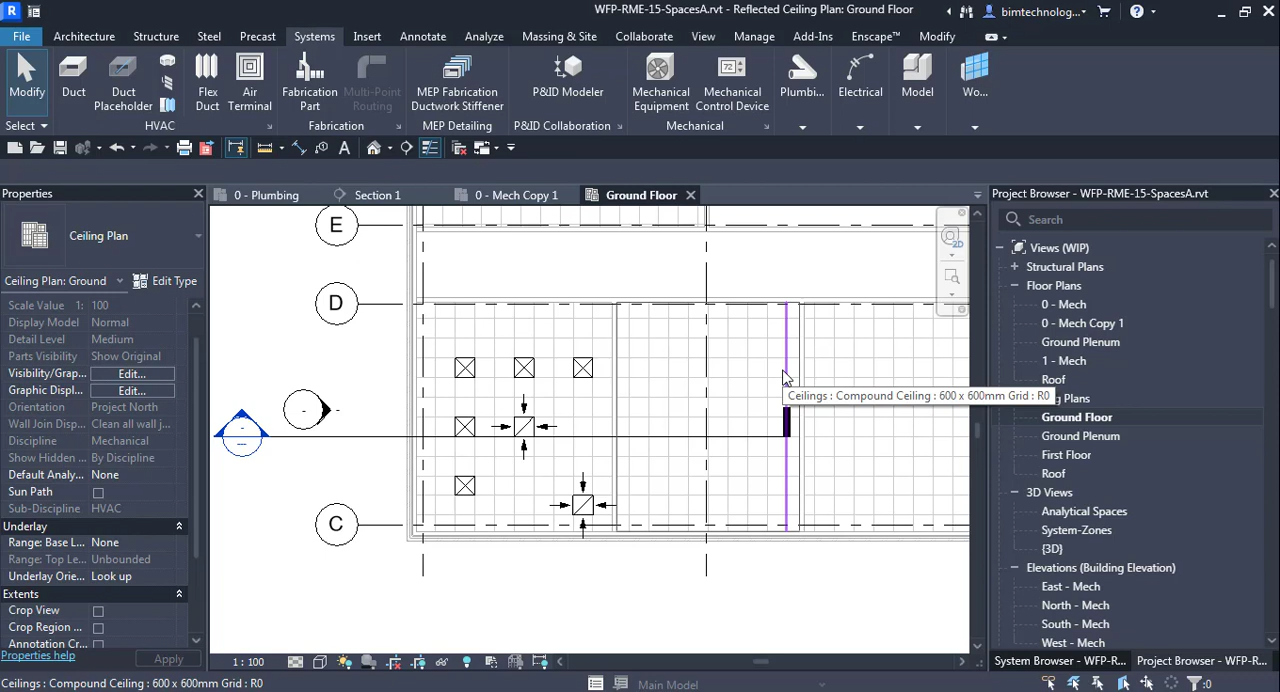 WFP-RME-15-SpacesA.rvt - Reflected Ceiling Plan: Ground Floor
bimtechnolog...
File Architecture Structure Steel Precast Systems Insert Annotate Analyze Massing & Site Collaborate View Manage Add-Ins Enscape™ Modify
Modify Duct Duct Placeholder Flex Duct Air Terminal Fabrication Part Multi-Point Routing MEP Fabrication Ductwork Stiffener P&ID Modeler Mechanical Equipment Mechanical Control Device Plumbi... Electrical Model Wo...
Select HVAC Fabrication MEP Detailing P&ID Collaboration Mechanical
Properties
0 - Plumbing Section 1 0 - Mech Copy 1 Ground Floor
Project Browser - WFP-RME-15-SpacesA.rvt
Search
Ceiling Plan
Ceiling Plan: Ground Edit Type
Scale Value 1: 100
Display Model Normal
Detail Level Medium
Parts Visibility Show Original
Visibility/Grap... Edit...
Graphic Displ... Edit...
Orientation Project North
Wall Join Displ... Clean all wall j...
Discipline Mechanical
Show Hidden ... By Discipline
Default Analy... None
Sun Path
Sub-Discipline HVAC
Underlay
Range: Base L... None
Range: Top Le... Unbounded
Underlay Orie... Look up
Extents
Crop View
Crop Region ...
Annotation Cr...
Properties help Apply
E
D
C
2D
Ceilings : Compound Ceiling : 600 x 600mm Grid : R0
Views (WIP)
Structural Plans
Floor Plans
0 - Mech
0 - Mech Copy 1
Ground Plenum
1 - Mech
Roof
Plans
Ground Floor
Ground Plenum
First Floor
Roof
3D Views
Analytical Spaces
System-Zones
{3D}
Elevations (Building Elevation)
East - Mech
North - Mech
South - Mech
West - Mech
1 : 100
System Browser - WFP-R... Project Browser - WFP-R...
Ceilings : Compound Ceiling : 600 x 600mm Grid : R0
Main Model
:0